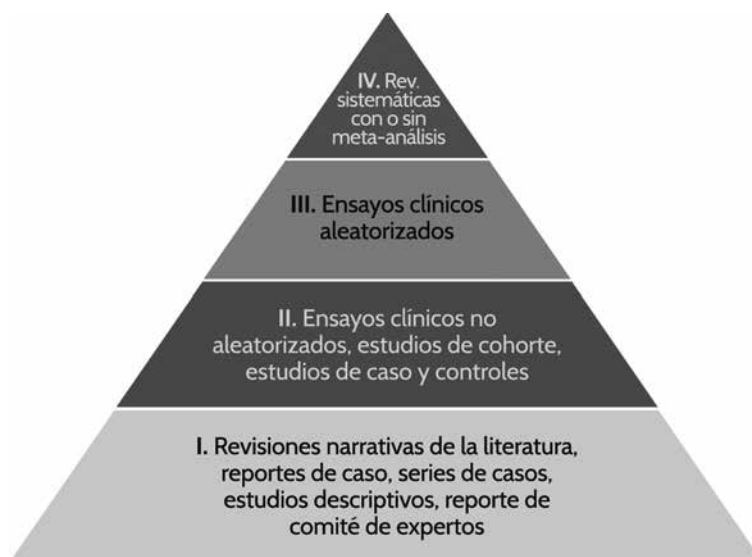 IV. Rev.
sistemáticas
con o sin
meta-análisis
III. Ensayos clínicos
aleatorizados
II. Ensayos clínicos no
aleatorizados, estudios de cohorte,
estudios de caso y controles
I. Revisiones narrativas de la literatura,
reportes de caso, series de casos,
estudios descriptivos, reporte de
comité de expertos